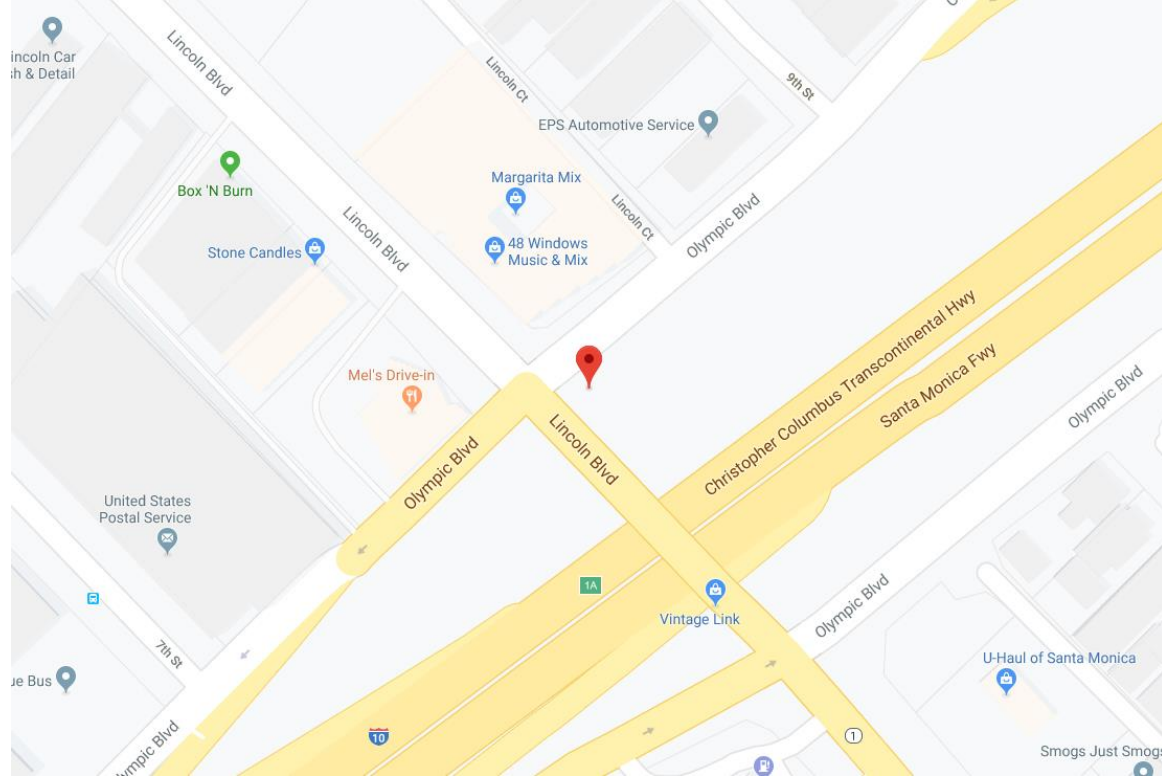 Lincoln Blvd
incoln Car
sh & Detail
Lincoln Ct
9th St
EPS Automotive Service
Box 'N Burn
Margarita Mix
Lincoln Ct
Lincoln Blvd
Olympic Blvd
Stone Candles
48 Windows
Music & Mix
Mel's Drive-in
Christopher Columbus Transcontinental Hwy
Santa Monica Fwy
Olympic Blvd
Lincoln Blvd
Olympic Blvd
United States
Postal Service
1A
Vintage Link
Olympic Blvd
7th St
U-Haul of Santa Monica
ue Bus
10
1
Olympic Blvd
Smogs Just Smogs